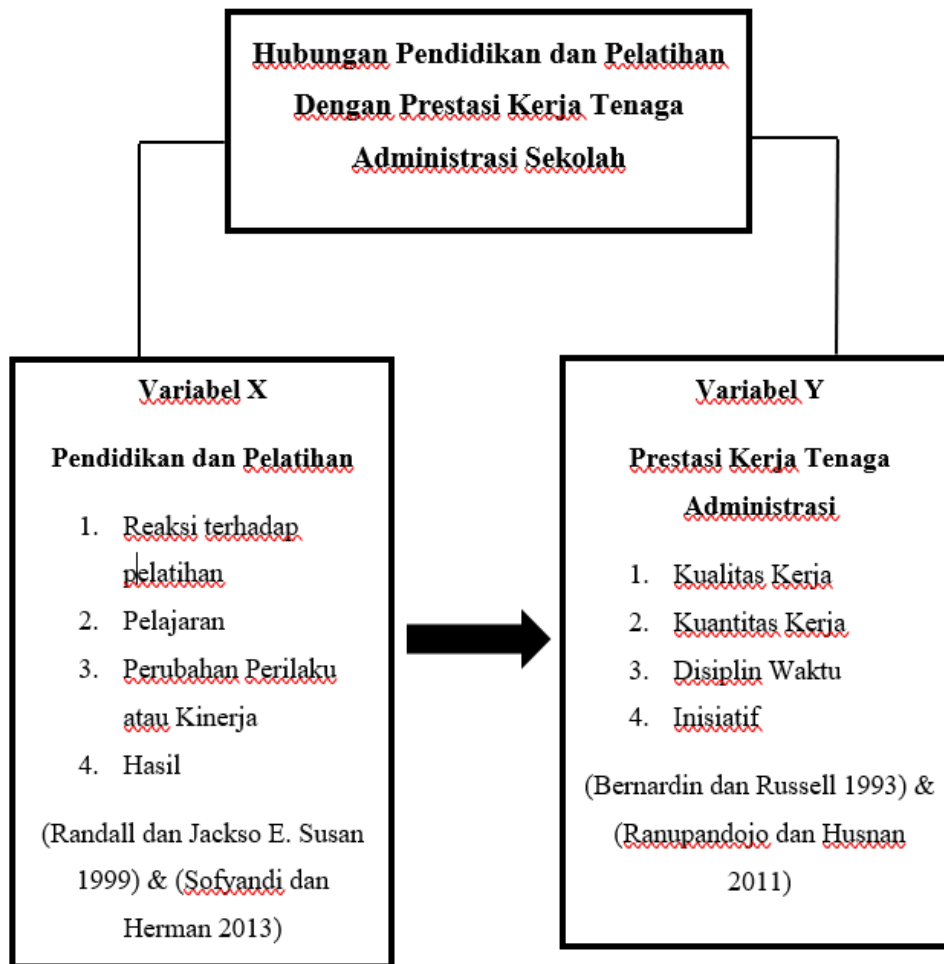 Hubungan Pendidikan dan Pelatihan
Dengan Prestasi Kerja Tenaga
Administrasi Sekolah
Variabel X
Pendidikan dan Pelatihan
1. Reaksi terhadap
pelatihan
2. Pelajaran
3. Perubahan Perilaku
atau Kinerja
4. Hasil
(Randall dan Jackso E. Susan
1999) & (Sofyandi dan
Herman 2013)
Variabel Y
Prestasi Kerja Tenaga
Administrasi
1. Kualitas Kerja
2. Kuantitas Kerja
3. Disiplin Waktu
4. Inisiatif
(Bernardin dan Russell 1993) &
(Ranupandojo dan Husnan
2011)